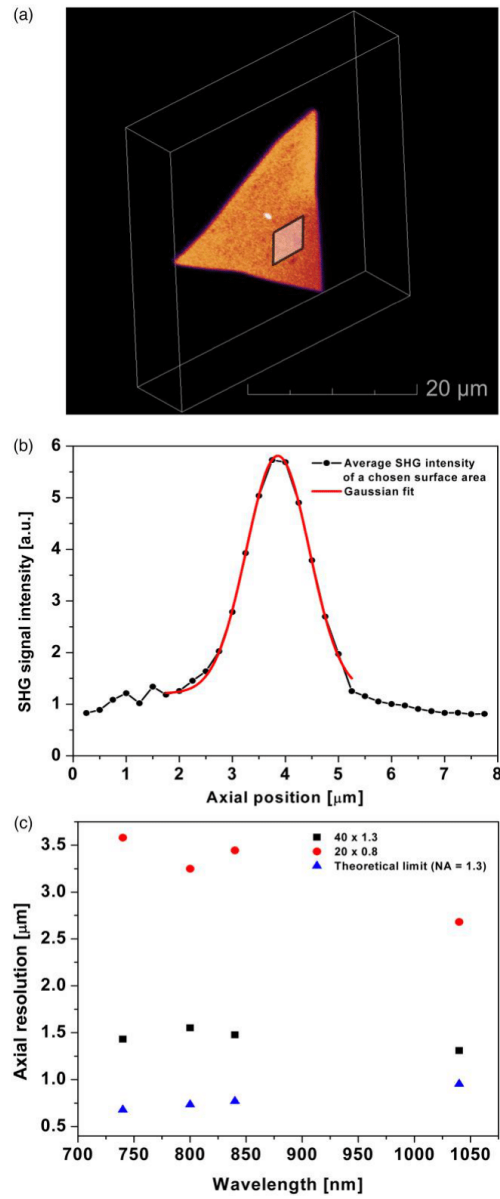 (a)
20 µm
(b)
6
5
4
3
2
1
0
SHG signal intensity [a.u.]
Average SHG intensity
of a chosen surface area
Gaussian fit
0 1 2 3 4 5 6 7 8
Axial position [µm]
(c)
3.5
3.0
2.5
2.0
1.5
1.0
0.5
Axial resolution [µm]
40 x 1.3
20 x 0.8
Theoretical limit (NA = 1.3)
700 750 800 850 900 950 1000 1050
Wavelength [nm]